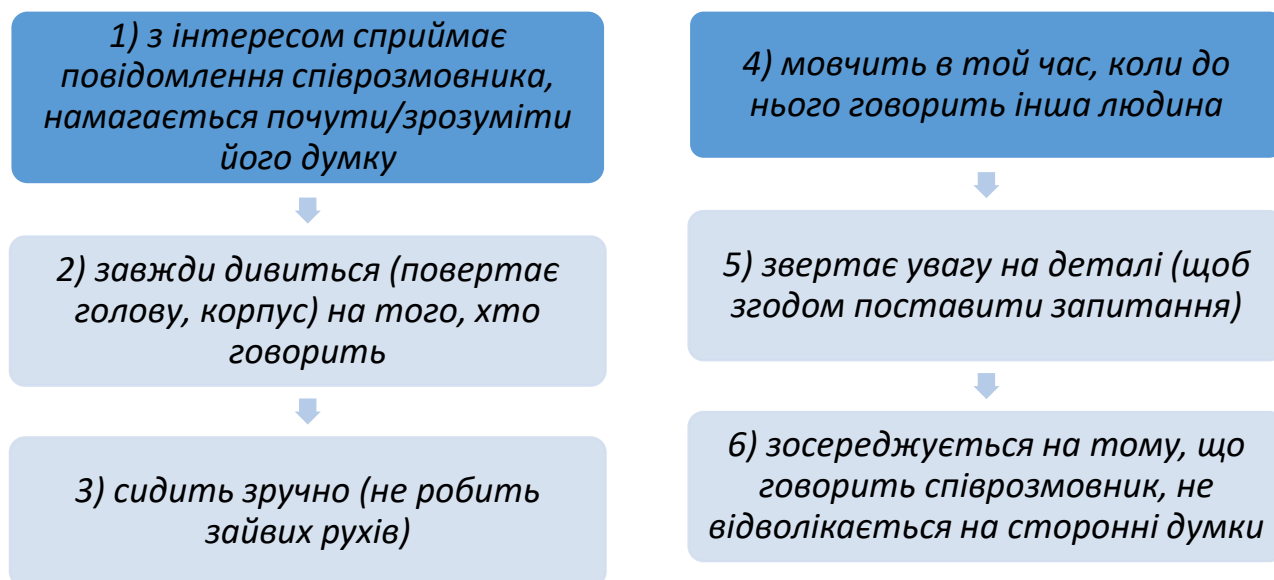 1) з інтересом сприймає
повідомлення співрозмовника,
намагається почути/зрозуміти
його думку
2) завжди дивиться (повертає
голову, корпус) на того, хто
говорить
3) сидить зручно (не робить
зайвих рухів)
4) мовчить в той час, коли до
нього говорить інша людина
5) звертає увагу на деталі (щоб
згодом поставити запитання)
6) зосереджується на тому, що
говорить співрозмовник, не
відволікається на сторонні думки